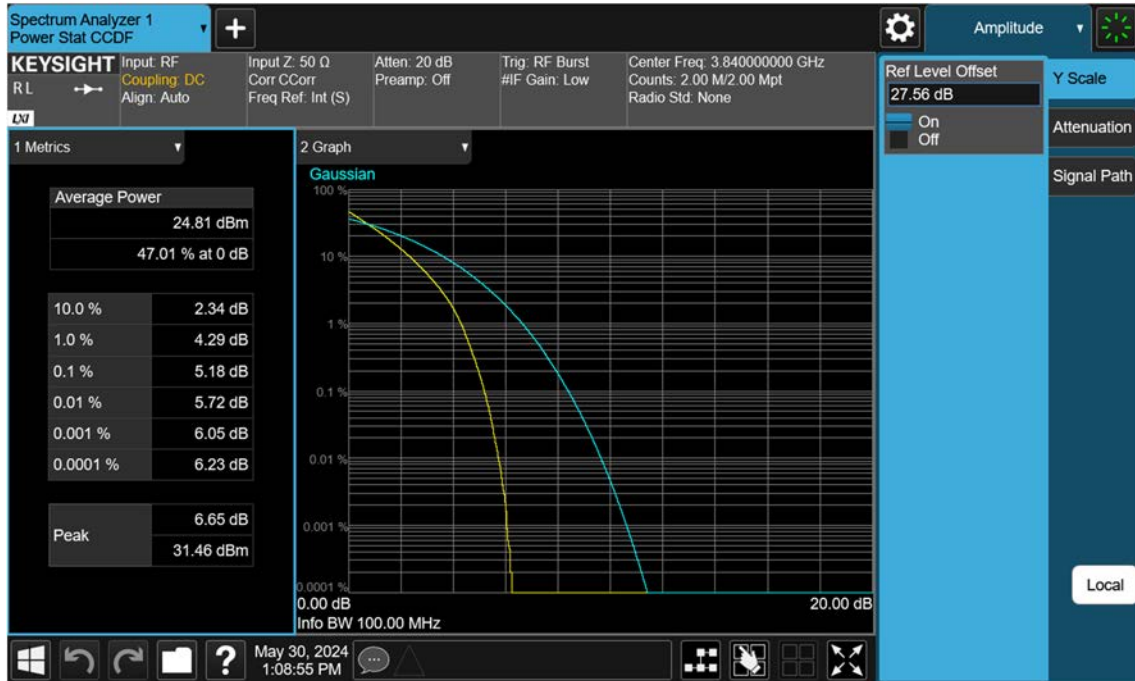 Spectrum Analyzer 1
Power Stat CCDF
+
Amplitude
KEYSIGHT
R L
LXI
Input: RF
Coupling: DC
Align: Auto
Input Z: 50 Ω
Corr CCorr
Freq Ref: Int (S)
Atten: 20 dB
Preamp: Off
Trig: RF Burst
#IF Gain: Low
Center Freq: 3.840000000 GHz
Counts: 2.00 M/2.00 Mpt
Radio Std: None
Ref Level Offset
27.56 dB
On
Off
Y Scale
Attenuation
Signal Path
1 Metrics
Average Power
24.81 dBm
47.01 % at 0 dB
10.0 % 2.34 dB
1.0 % 4.29 dB
0.1 % 5.18 dB
0.01 % 5.72 dB
0.001 % 6.05 dB
0.0001 % 6.23 dB
Peak 6.65 dB
31.46 dBm
2 Graph
Gaussian
100 %
10 %
1 %
0.1 %
0.01 %
0.001 %
0.0001 %
0.00 dB 20.00 dB
Info BW 100.00 MHz
Local
?
May 30, 2024
1:08:55 PM